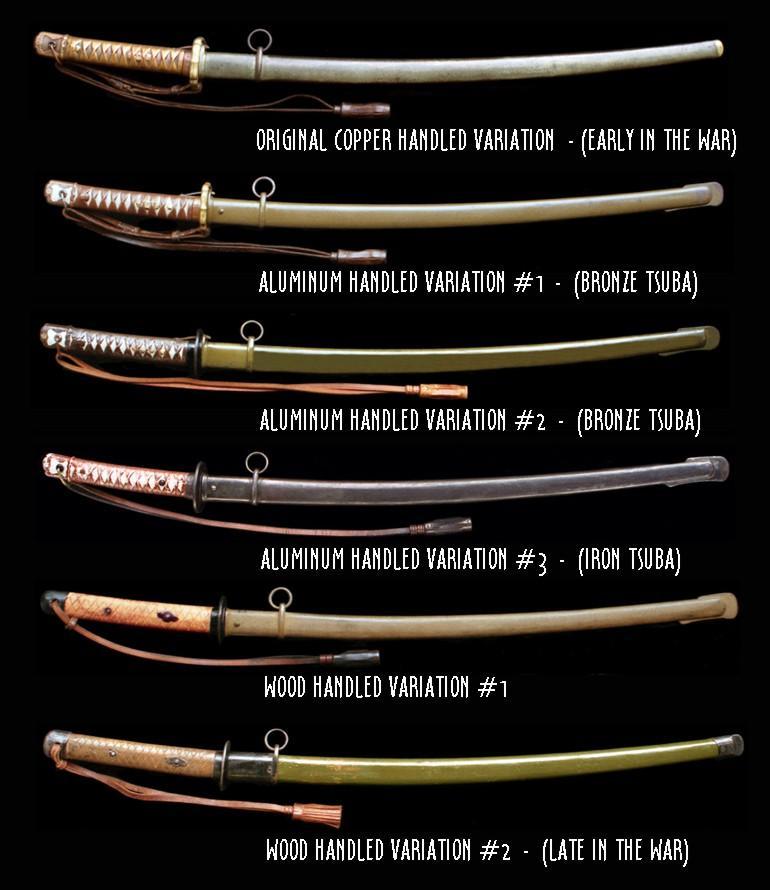 ORIGINAL COPPER HANDLED VARIATION - (EARLY IN THE WAR)
ALUMINUM HANDLED VARIATION #1 - (BRONZE TSUBA)
ALUMINUM HANDLED VARIATION #2 - (BRONZE TSUBA)
ALUMINUM HANDLED VARIATION #3 - (IRON TSUBA)
WOOD HANDLED VARIATION #1
WOOD HANDLED VARIATION #2 - (LATE IN THE WAR)